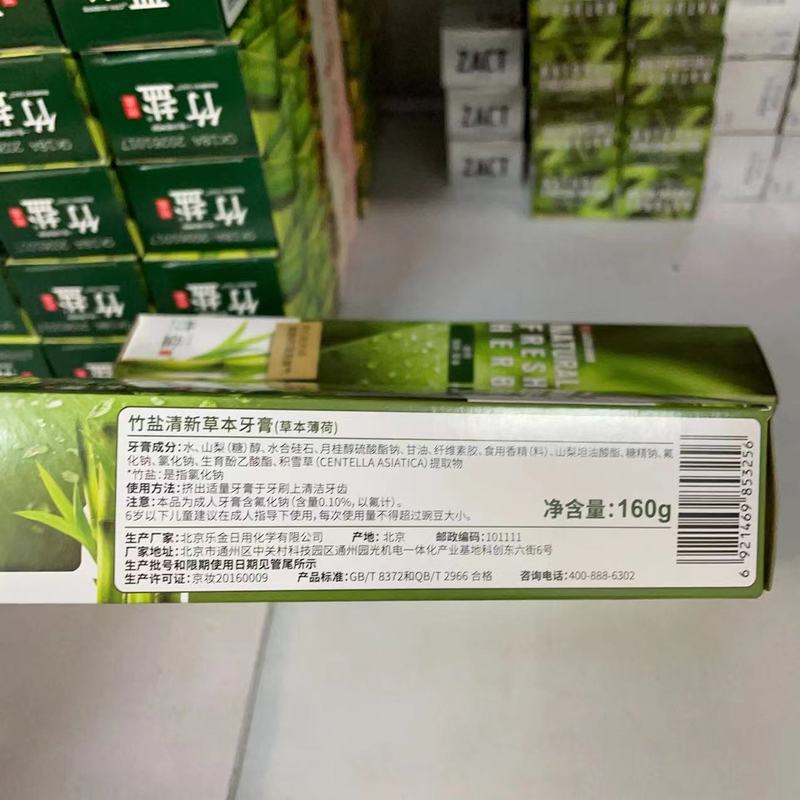 竹盐
竹盐
竹盐
竹盐
竹盐
竹盐
ZACT
ZACT
ZACT
NATURAL
FRESH
HERB
竹盐清新草本牙膏(草本薄荷)
牙膏成分:水、山梨(糖)醇、水合硅石、月桂醇硫酸酯钠、甘油、纤维素胶、食用香精(料)、山梨坦油酸酯、糖精钠、氟
化钠、氯化钠、生育酚乙酸酯、积雪草(CENTELLA ASIATICA)提取物
*竹盐:是指氯化钠
使用方法:挤出适量牙膏于牙刷上清洁牙齿
注意:本品为成人牙膏含氟化钠(含量0.10%,以氟计)。
6岁以下儿童建议在成人指导下使用,每次使用量不得超过豌豆大小。
净含量:160g
生产厂家:北京乐金日用化学有限公司 产地:北京 邮政编码:101111
厂家地址:北京市通州区中关村科技园区通州园光机电一体化产业基地科创东六街6号
生产批号和限期使用日期见管尾所示
生产许可证:京妆20160009 产品标准:GB/T 8372和QB/T 2966 合格 咨询电话:400-888-6302
6 921469 853256